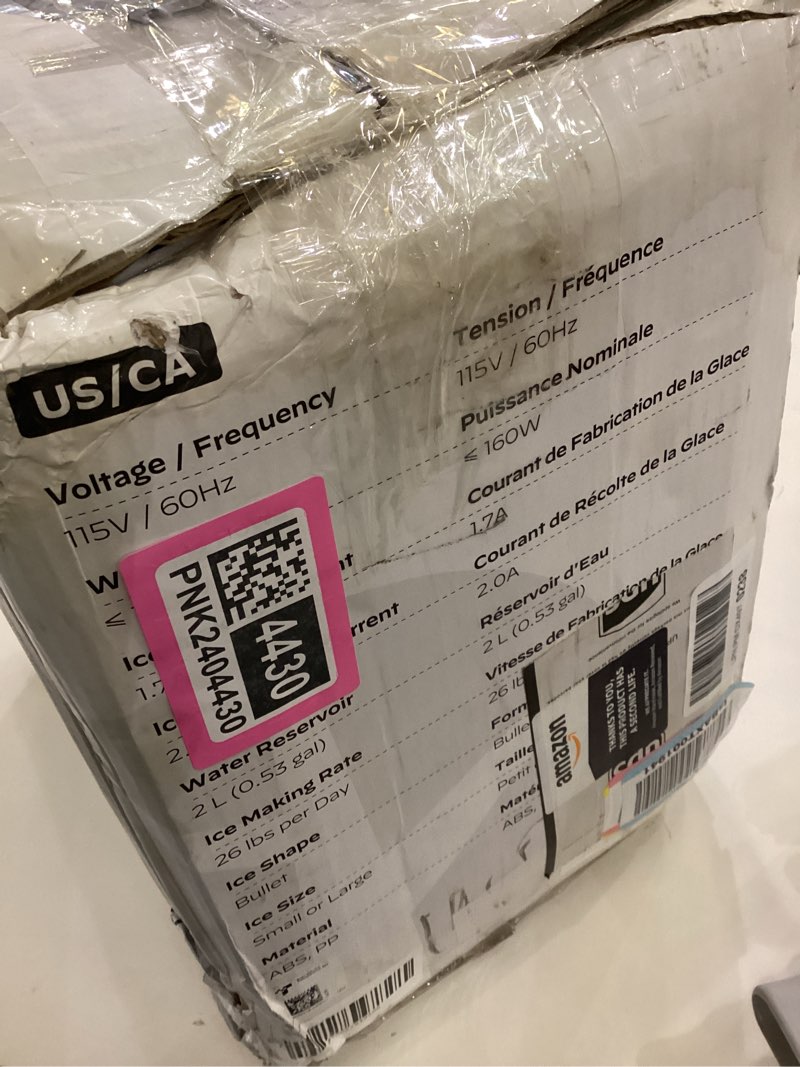 US/CA
Voltage / Frequency
115V / 60Hz
1.7
2.
Water Reservoir
2 L (0.53 gal)
Ice Making Rate
26 lbs per Day
Ice Shape
Bullet
Ice Size
Small or Large
Material
ABS, PP
PNK2404430
4430
Tension / Fréquence
115V / 60Hz
Puissance Nominale
≤ 160W
Courant de Fabrication de la Glace
1.7A
Courant de Récolte de la Glace
2.0A
Réservoir d'Eau
2 L (0.53 gal)
Vitesse de Fabrication de la Glace
26
ABS,
amazon
THANKS TO YOU,
THIS PRODUCT HAS
A SECOND LIFE.